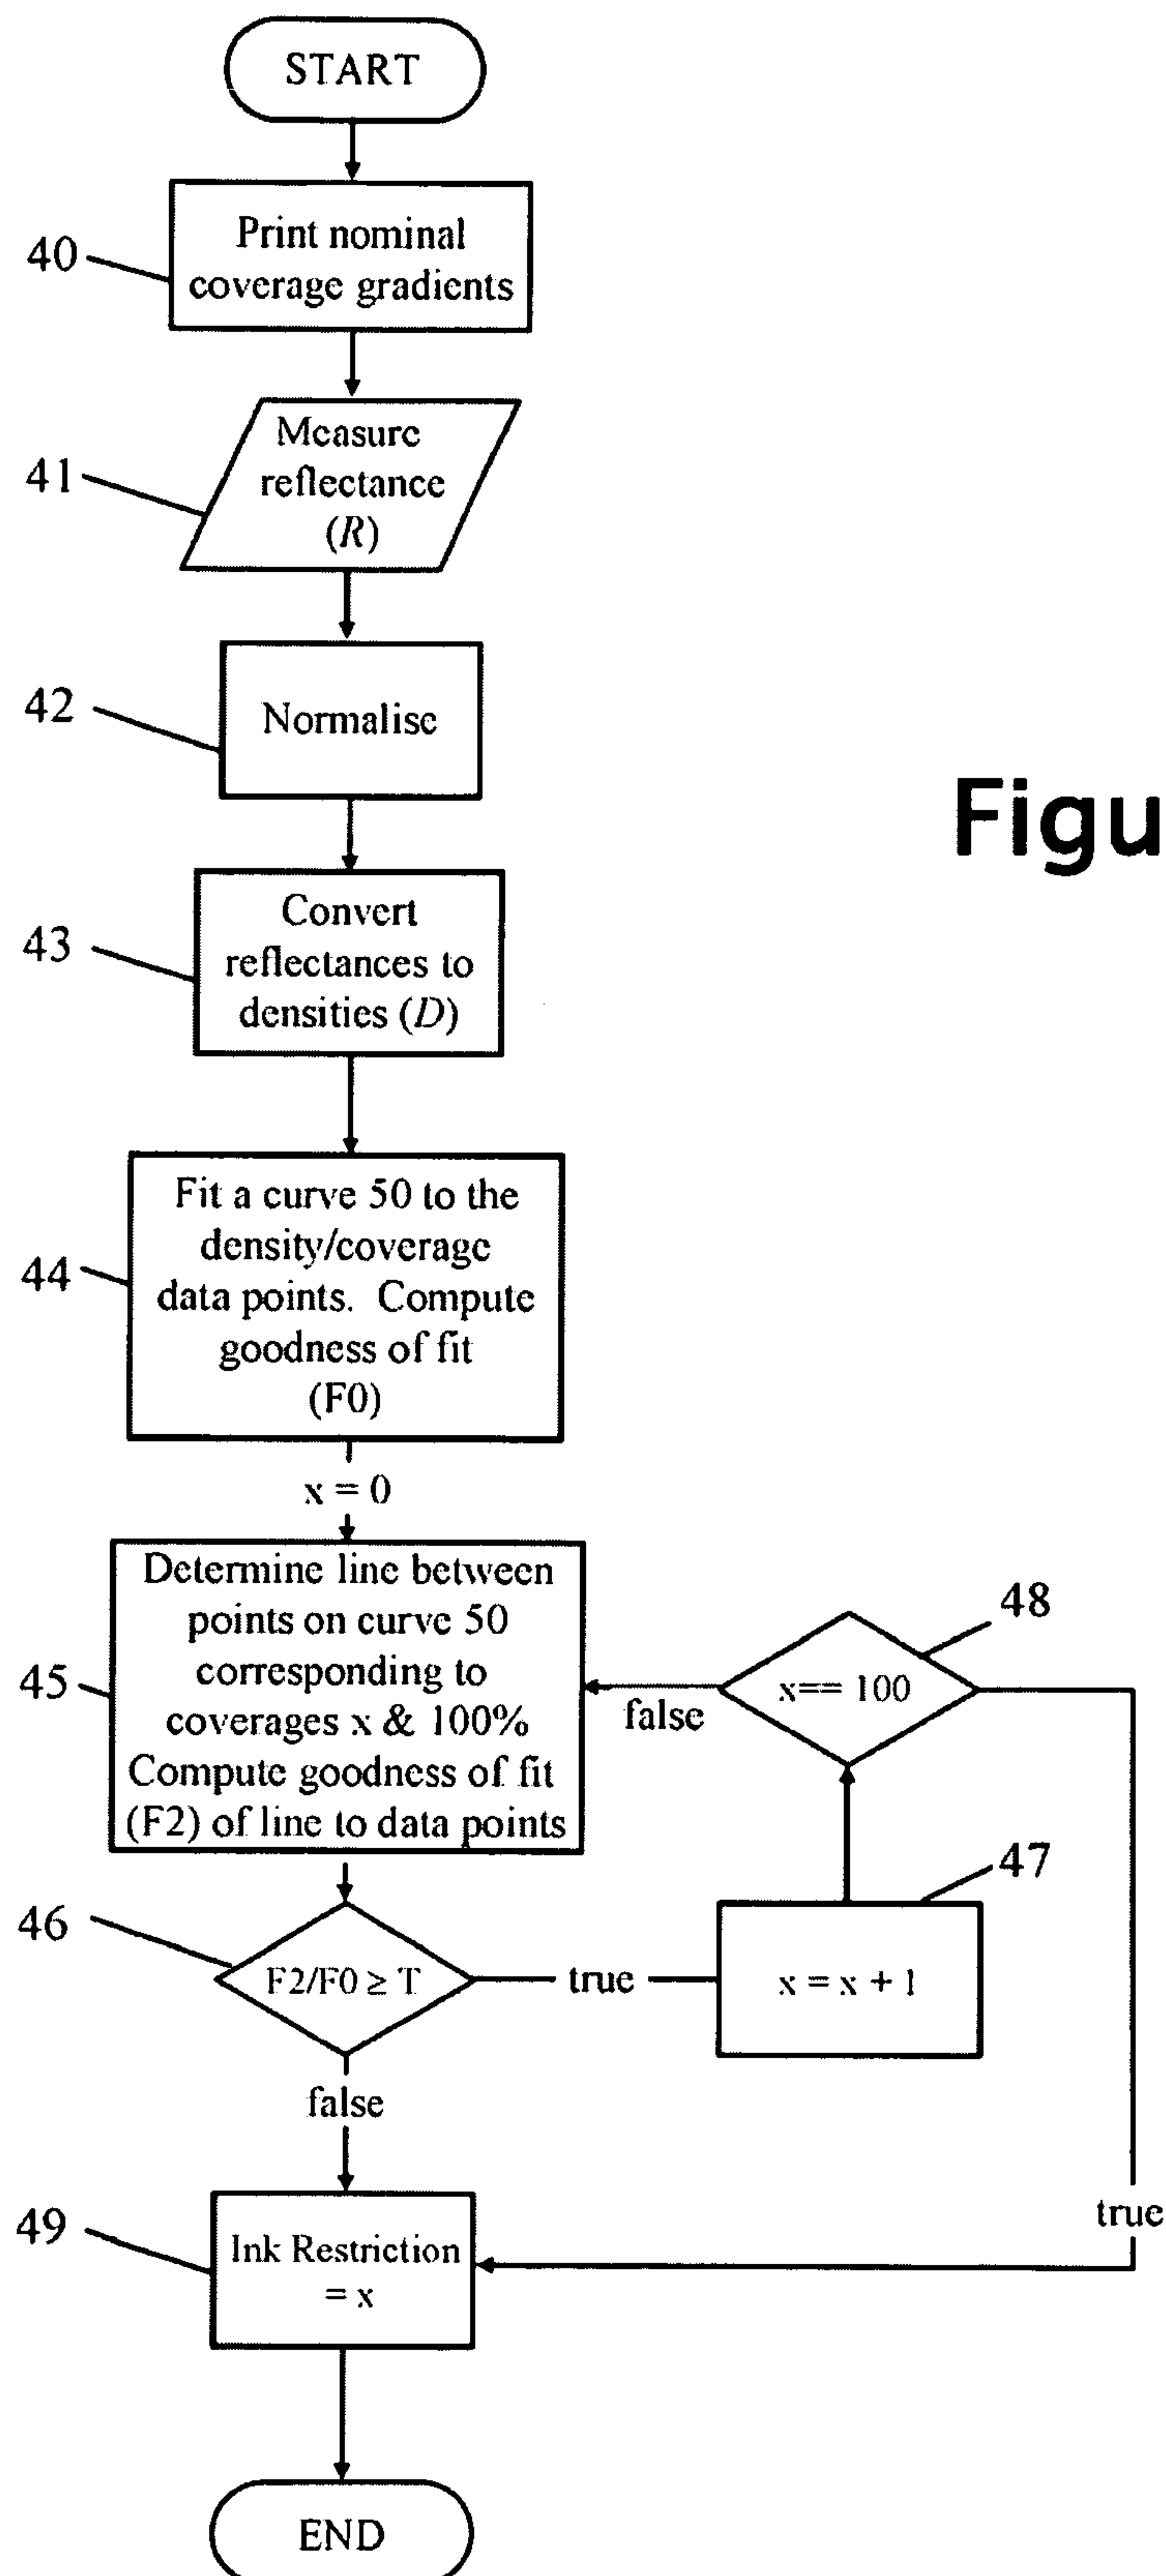 START
40
Print nominal
coverage gradients
41
Measure
reflectance
(R)
42
Normalise
Figu
43
Convert
reflectances to
densities (D)
44
Fit a curve 50 to the
density/coverage
data points. Compute
goodness of fit
(F0)
x = 0
45
Determine line between
points on curve 50
corresponding to
coverages x & 100%
Compute goodness of fit
(F2) of line to data points
48
x== 100
false
47
x = x + 1
46
F2/F0 ≥ T
true
false
49
Ink Restriction
= x
true
END